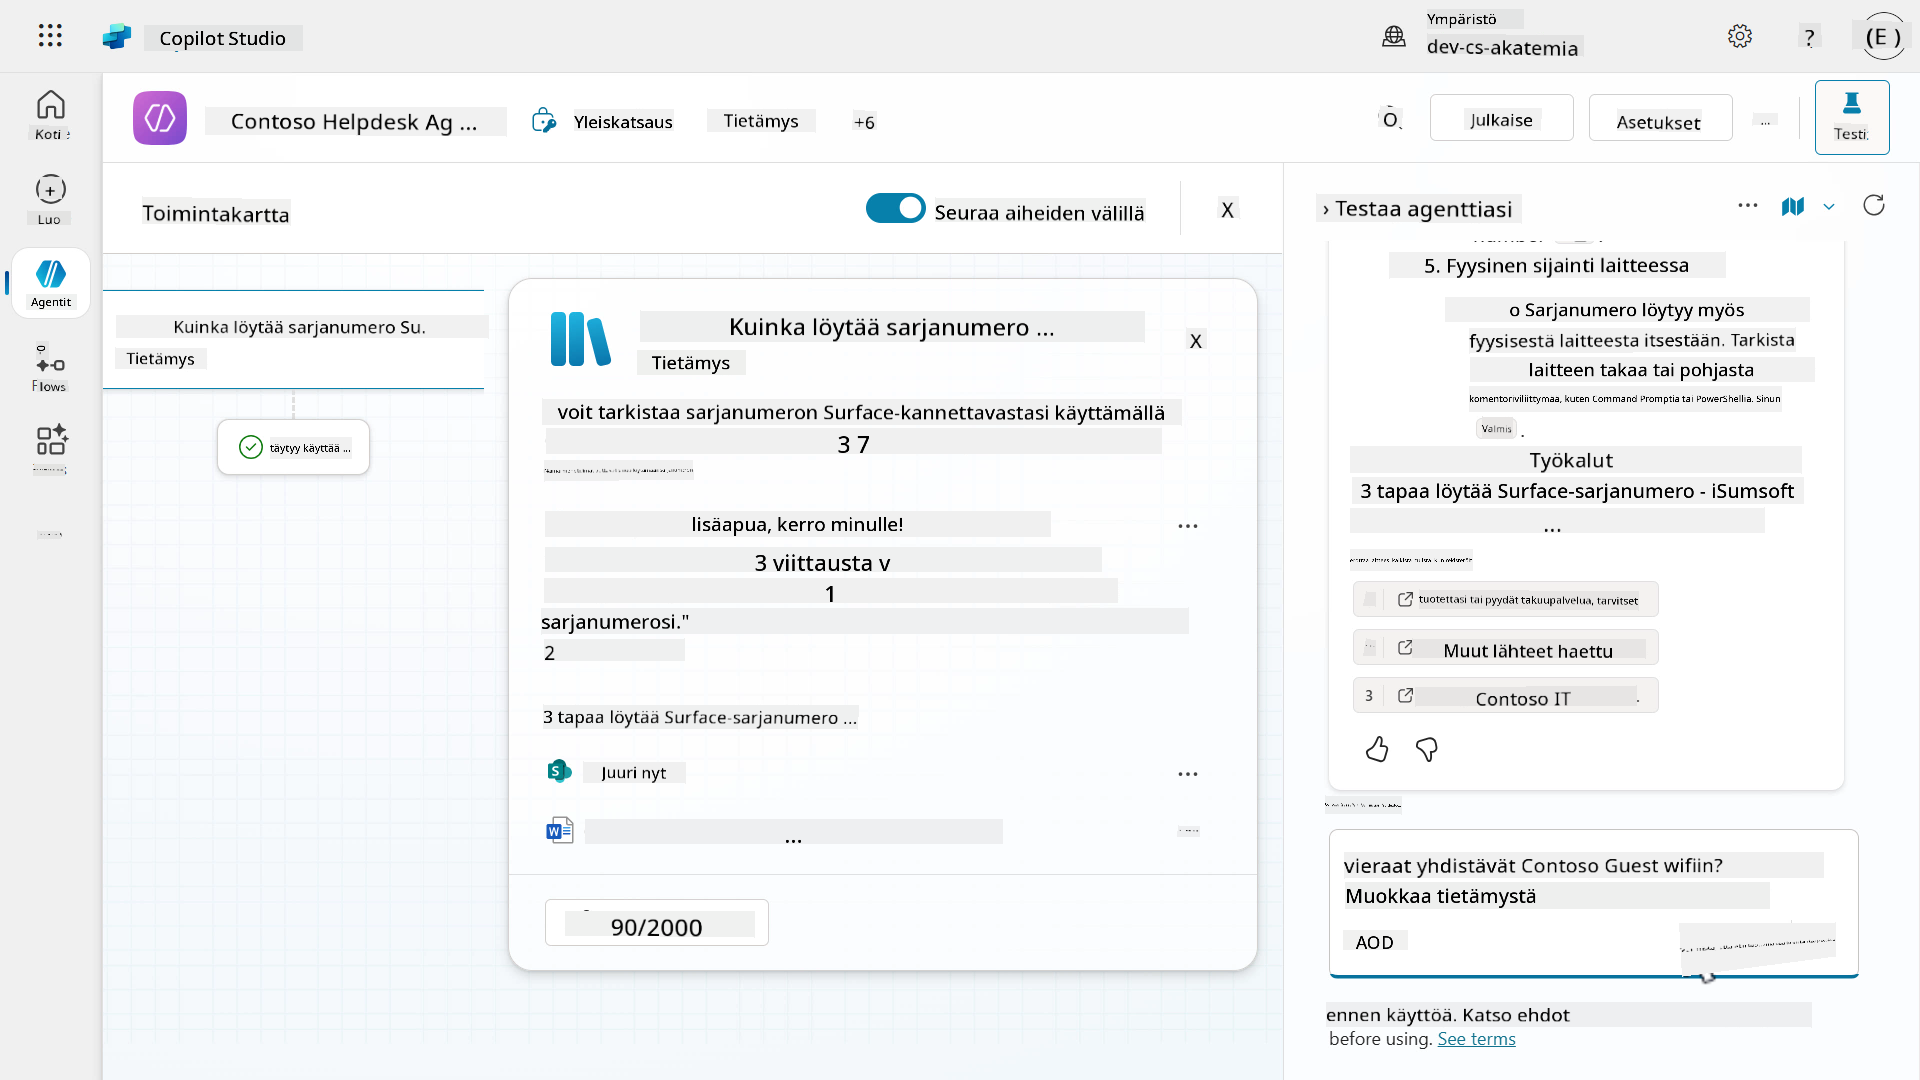 Copilot Studio
Ympäristö
dev-cs-akatemia
?
(E )
Koti
Luo
Agentit
Flows
Contoso Helpdesk Ag ...
Yleiskatsaus
Tietämys
+6
Julkaise
Asetukset
...
Testi
Toimintakartta
Seuraa aiheiden välillä
X
Kuinka löytää sarjanumero Su.
Tietämys
täytyy käyttää ...
Kuinka löytää sarjanumero ...
Tietämys
X
voit tarkistaa sarjanumeron Surface-kannettavastasi käyttämällä
3 7
lisäapua, kerro minulle!
3 viittausta v
1
sarjanumerosi."
2
3 tapaa löytää Surface-sarjanumero ...
Juuri nyt
...
90/2000
› Testaa agenttiasi
5. Fyysinen sijainti laitteessa
o Sarjanumero löytyy myös
fyysisestä laitteesta itsestään. Tarkista
laitteen takaa tai pohjasta
komentoriviliittymää, kuten Command Promptia tai PowerShellia. Sinun
Valmis .
Työkalut
3 tapaa löytää Surface-sarjanumero - iSumsoft
...
tuotettasi tai pyydät takuupalvelua, tarvitset
Muut lähteet haettu
3 Contoso IT .
vieraat yhdistävät Contoso Guest wifiin?
Muokkaa tietämystä
AOD
ennen käyttöä. Katso ehdot
before using. See terms